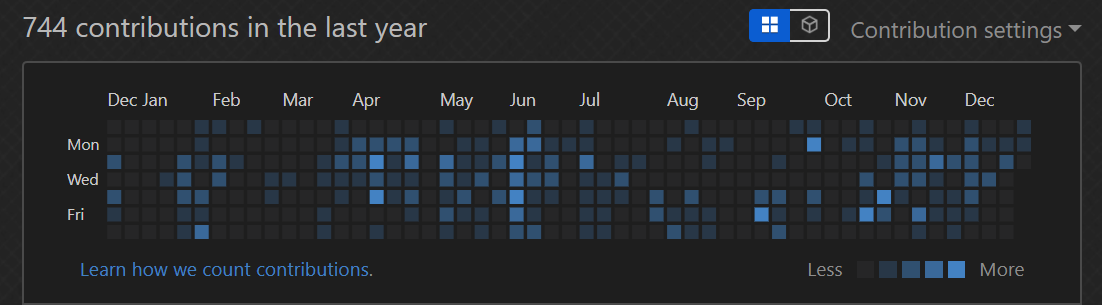 744 contributions in the last year
Contribution settings
Dec Jan Feb Mar Apr May Jun Jul Aug Sep Oct Nov Dec
Mon
Wed
Fri
Learn how we count contributions.
Less More